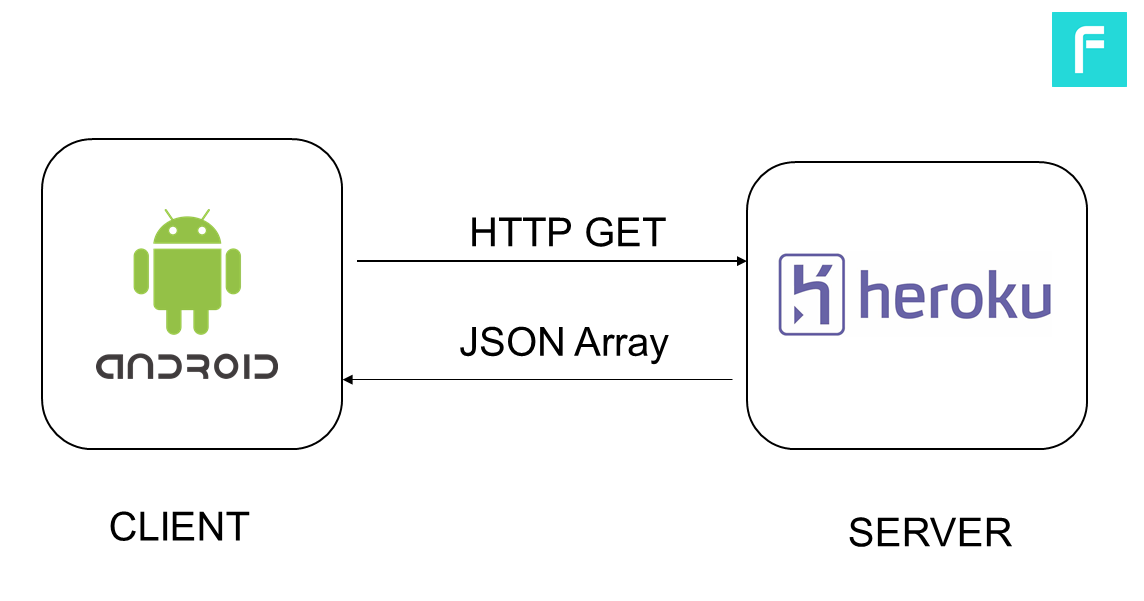 F
HTTP GET
heroku
JSON Array
ANDROID
CLIENT
SERVER